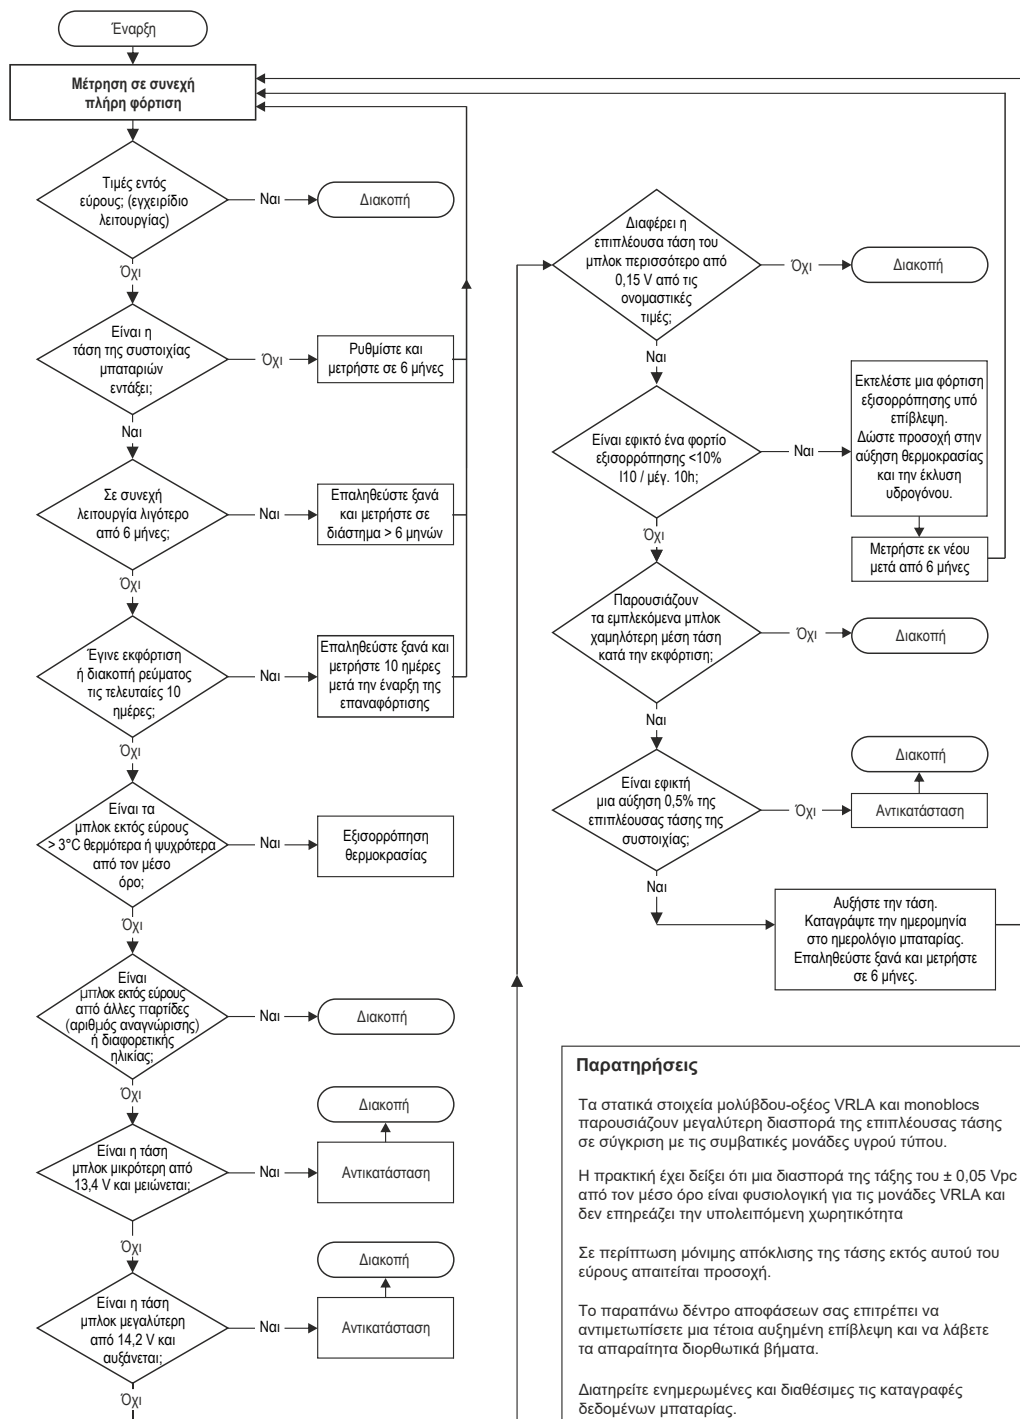 Έναρξη
Μέτρηση σε συνεχή
πλήρη φόρτιση
Τιμές εντός
εύρους; (εγχειρίδιο
λειτουργίας)
Ναι
Διακοπή
Όχι
Είναι η
τάση της συστοιχίας
μπαταριών
εντάξει;
Όχι
Ρυθμίστε και
μετρήστε σε 6 μήνες
Ναι
Σε συνεχή
λειτουργία λιγότερο
από 6 μήνες;
Ναι
Επαληθεύστε ξανά
και μετρήστε σε
διάστημα > 6 μηνών
Όχι
Έγινε εκφόρτιση
ή διακοπή ρεύματος
τις τελευταίες 10
ημέρες;
Ναι
Επαληθεύστε ξανά και
μετρήστε 10 ημέρες
μετά την έναρξη της
επαναφόρτισης
Όχι
Είναι τα
μπλοκ εκτός εύρους
> 3°C θερμότερα ή ψυχρότερα
από τον μέσο
όρο;
Ναι
Εξισορρόπηση
θερμοκρασίας
Όχι
Είναι
μπλοκ εκτός εύρους
από άλλες παρτίδες
(αριθμός αναγνώρισης)
ή διαφορετικής
ηλικίας;
Ναι
Διακοπή
Όχι
Είναι η τάση
μπλοκ μικρότερη από
13,4 V και μειώνεται;
Ναι
Αντικατάσταση
Διακοπή
Όχι
Είναι η τάση
μπλοκ μεγαλύτερη
από 14,2 V και
αυξάνεται;
Ναι
Αντικατάσταση
Διακοπή
Όχι
Διαφέρει η
επιπλέουσα τάση του
μπλοκ περισσότερο από
0,15 V από τις
ονομαστικές
τιμές;
Όχι
Διακοπή
Ναι
Είναι εφικτό ένα φορτίο
εξισορρόπησης <10%
I10 / μέγ. 10h;
Ναι
Εκτελέστε μια φόρτιση
εξισορρόπησης υπό
επίβλεψη.
Δώστε προσοχή στην
αύξηση θερμοκρασίας
και την έκλυση
υδρογόνου.
Μετρήστε εκ νέου
μετά από 6 μήνες
Όχι
Παρουσιάζουν
τα εμπλεκόμενα μπλοκ
χαμηλότερη μέση τάση
κατά την εκφόρτιση;
Όχι
Διακοπή
Ναι
Είναι εφικτή
μια αύξηση 0,5% της
επιπλέουσας τάσης της
συστοιχίας;
Όχι
Αντικατάσταση
Διακοπή
Ναι
Αυξήστε την τάση.
Καταγράψτε την ημερομηνία
στο ημερολόγιο μπαταρίας.
Επαληθεύστε ξανά και μετρήστε
σε 6 μήνες.
Παρατηρήσεις
Τα στατικά στοιχεία μολύβδου-οξέος VRLA και monoblocs
παρουσιάζουν μεγαλύτερη διασπορά της επιπλέουσας τάσης
σε σύγκριση με τις συμβατικές μονάδες υγρού τύπου.
Η πρακτική έχει δείξει ότι μια διασπορά της τάξης του ± 0,05 Vpc
από τον μέσο όρο είναι φυσιολογική για τις μονάδες VRLA και
δεν επηρεάζει την υπολειπόμενη χωρητικότητα
Σε περίπτωση μόνιμης απόκλισης της τάσης εκτός αυτού του
εύρους απαιτείται προσοχή.
Το παραπάνω δέντρο αποφάσεων σας επιτρέπει να
αντιμετωπίσετε μια τέτοια αυξημένη επίβλεψη και να λάβετε
τα απαραίτητα διορθωτικά βήματα.
Διατηρείτε ενημερωμένες και διαθέσιμες τις καταγραφές
δεδομένων μπαταρίας.